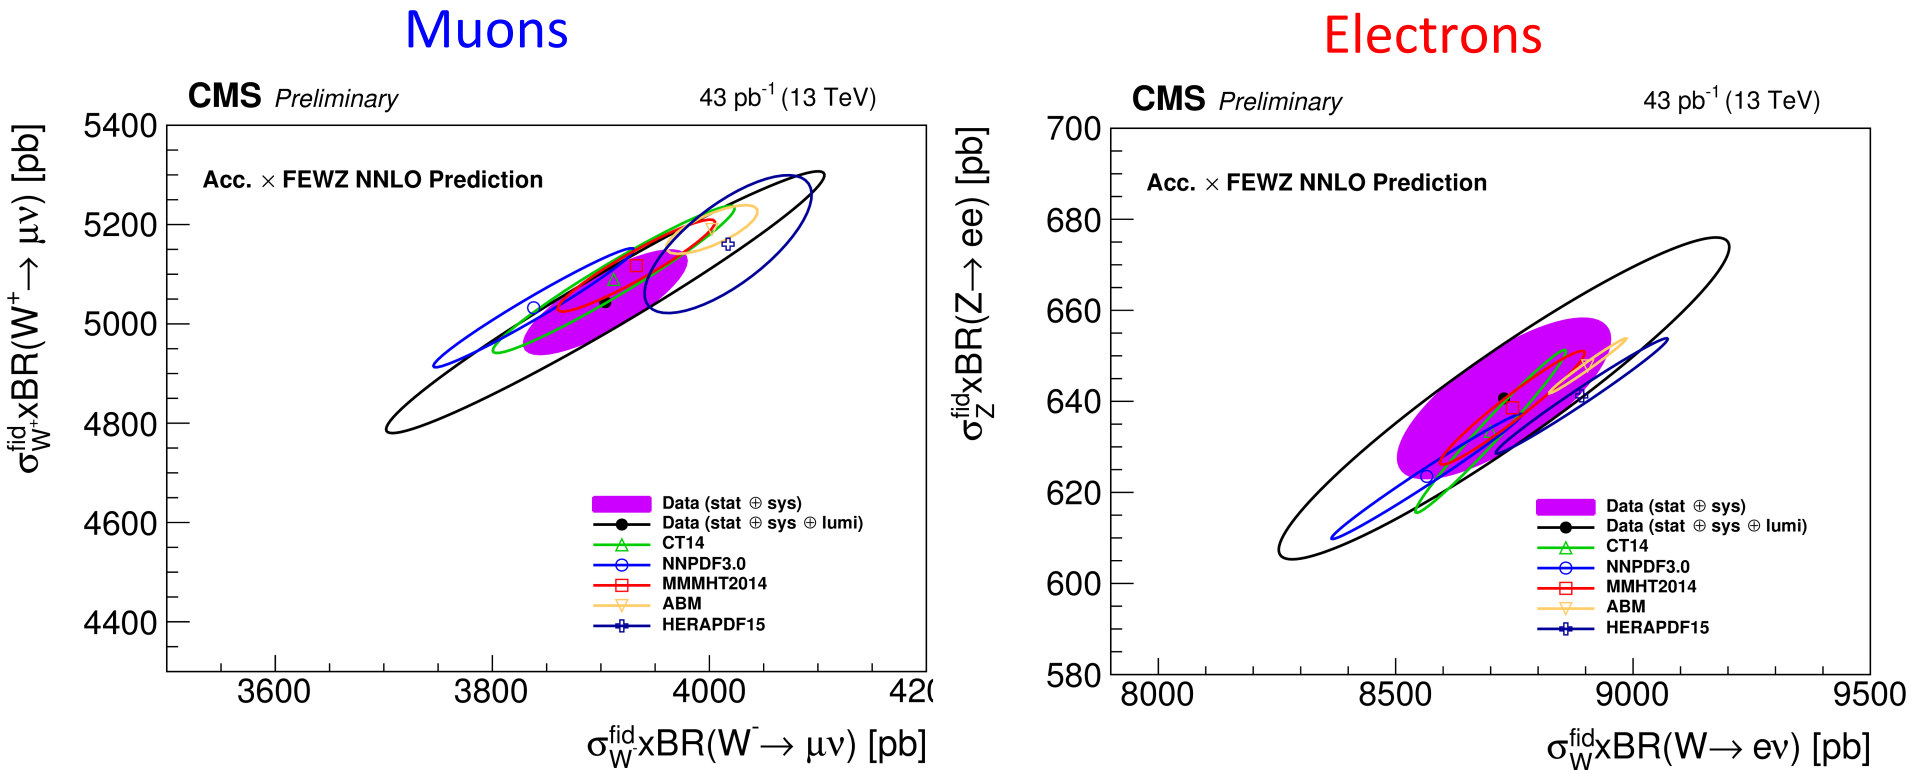 Muons
CMS Preliminary
43 pb-1 (13 TeV)
σfidW+xBR(W+→ μν) [pb]
5400
5200
5000
4800
4600
4400
Acc. × FEWZ NNLO Prediction
Data (stat ⊕ sys)
Data (stat ⊕ sys ⊕ lumi)
CT14
NNPDF3.0
MMMHT2014
ABM
HERAPDF15
3600 3800 4000 420
σfidW-xBR(W-→ μν) [pb]
Electrons
CMS Preliminary
43 pb-1 (13 TeV)
σfidZxBR(Z→ ee) [pb]
700
680
660
640
620
600
580
Acc. × FEWZ NNLO Prediction
Data (stat ⊕ sys)
Data (stat ⊕ sys ⊕ lumi)
CT14
NNPDF3.0
MMHT2014
ABM
HERAPDF15
8000 8500 9000 9500
σfidWxBR(W→ eν) [pb]